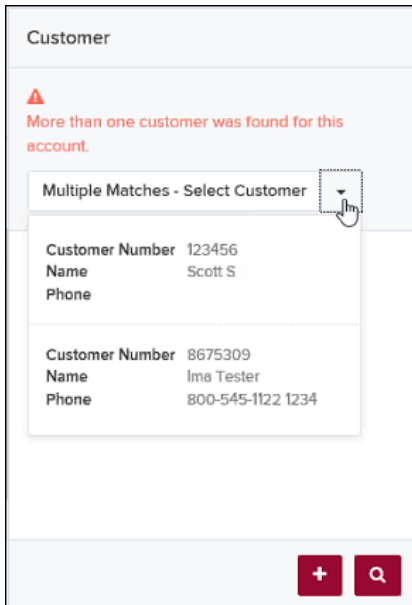 Customer
More than one customer was found for this
account.
Multiple Matches - Select Customer
Customer Number 123456
Name Scott S
Phone
Customer Number 8675309
Name Ima Tester
Phone 800-545-1122 1234